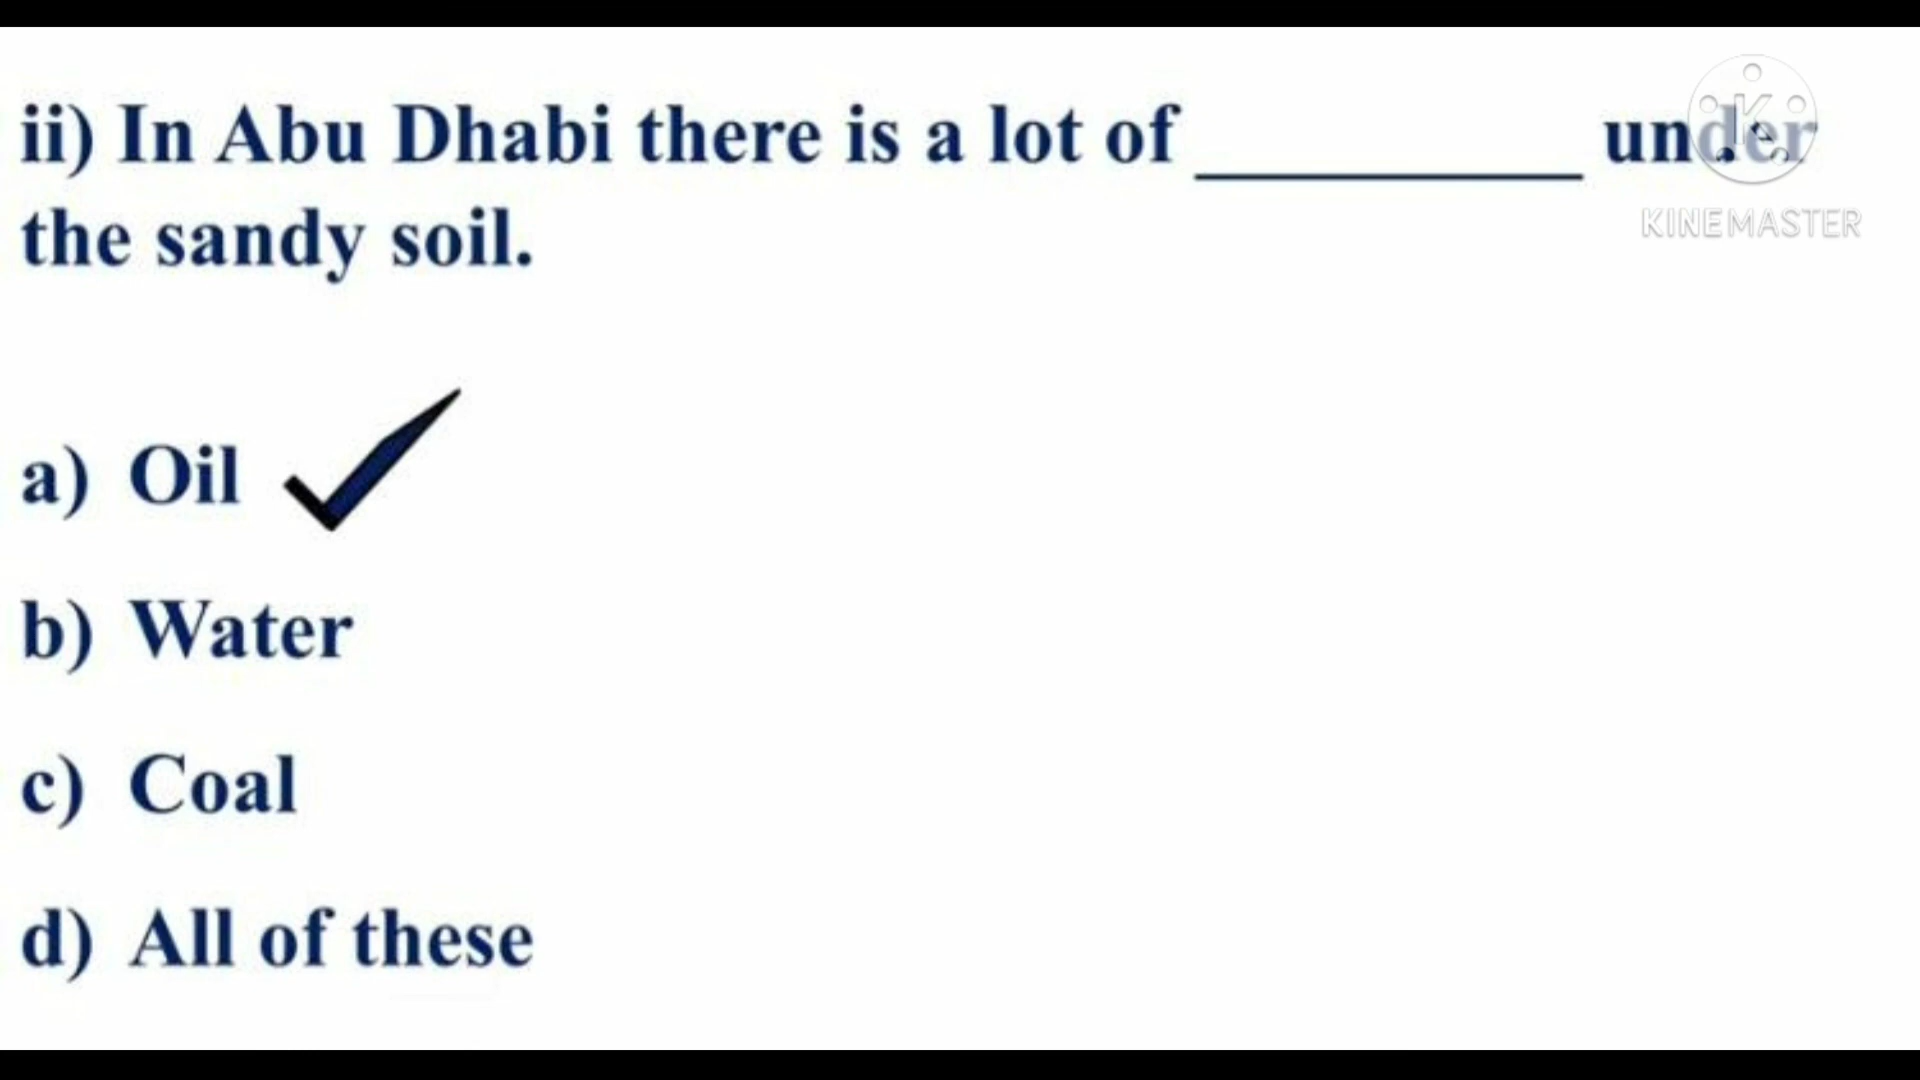 ii) In Abu Dhabi there is a lot of __________ under
the sandy soil.
KINEMASTER
a) Oil
b) Water
c) Coal
d) All of these